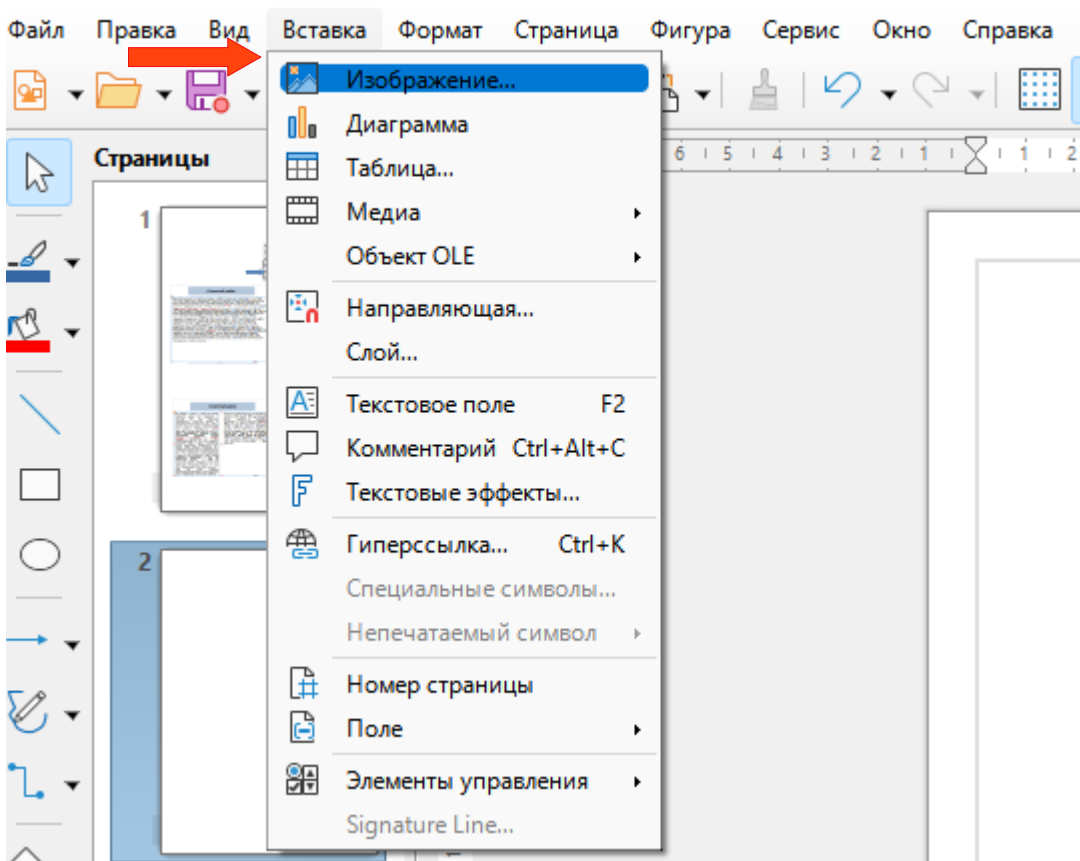 Файл Правка Вид Вставка Формат Страница Фигура Сервис Окно Справка
Изображение...
Диаграмма
6 5 4 3 2 1 1 2
Страницы
Таблица...
1
Медиа
Объект OLE
Направляющая...
Слой...
Текстовое поле F2
Комментарий Ctrl+Alt+C
Текстовые эффекты...
2
Гиперссылка... Ctrl+K
Специальные символы...
Непечатаемый символ
Номер страницы
Поле
Элементы управления
Signature Line...